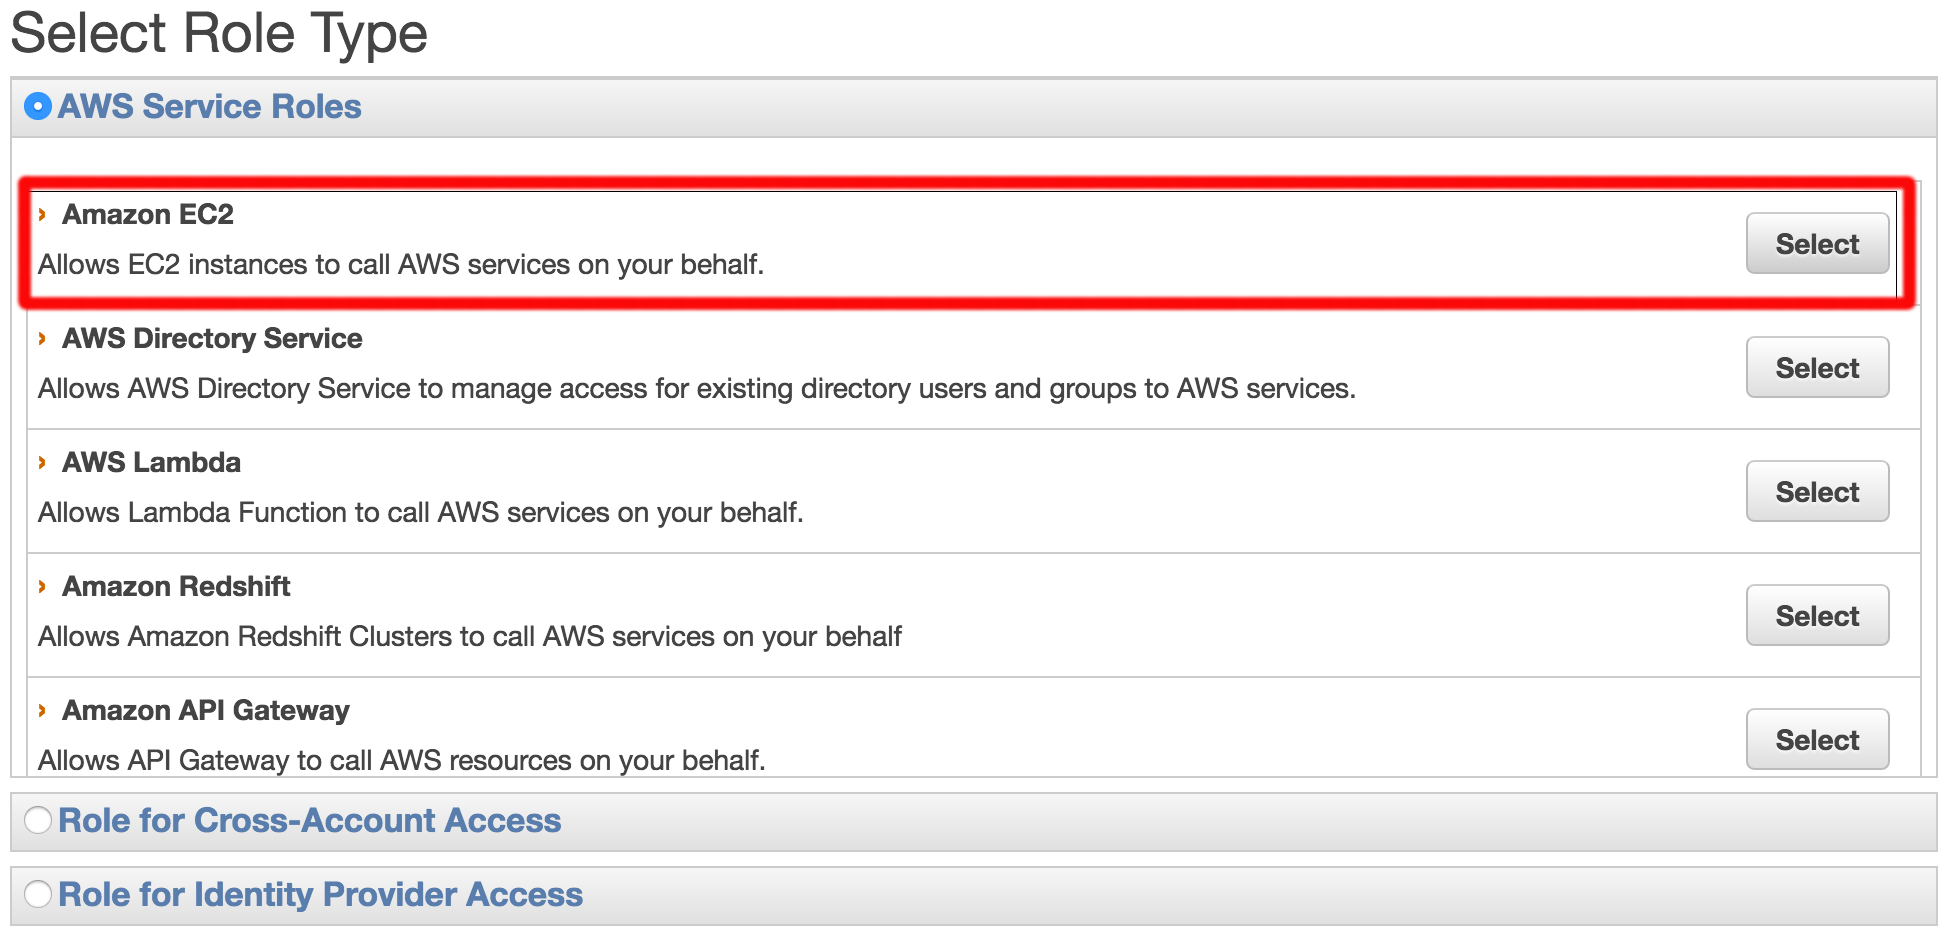 Select Role Type
AWS Service Roles
Amazon EC2
Allows EC2 instances to call AWS services on your behalf.
Select
AWS Directory Service
Allows AWS Directory Service to manage access for existing directory users and groups to AWS services.
Select
AWS Lambda
Allows Lambda Function to call AWS services on your behalf.
Select
Amazon Redshift
Allows Amazon Redshift Clusters to call AWS services on your behalf
Select
Amazon API Gateway
Allows API Gateway to call AWS resources on your behalf.
Select
Role for Cross-Account Access
Role for Identity Provider Access